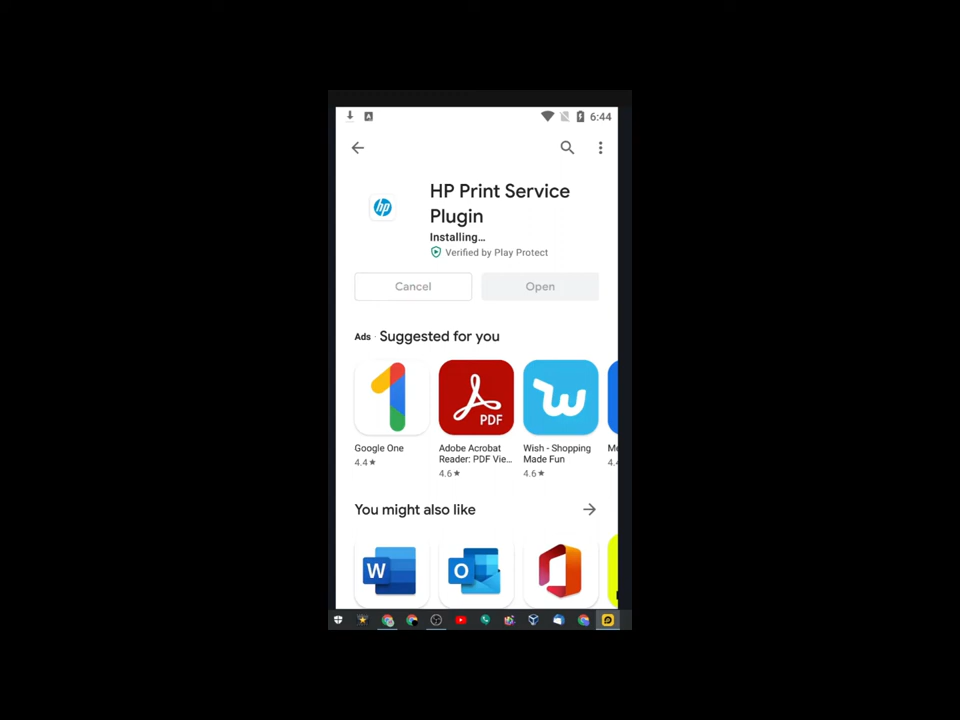 6:44
hp
HP Print Service
Plugin
Installing...
Verified by Play Protect
Cancel
Open
Ads · Suggested for you
PDF
Google One
4.4★
Adobe Acrobat
Reader: PDF Vie...
4.6★
Wish - Shopping
Made Fun
4.6★
You might also like
W
O